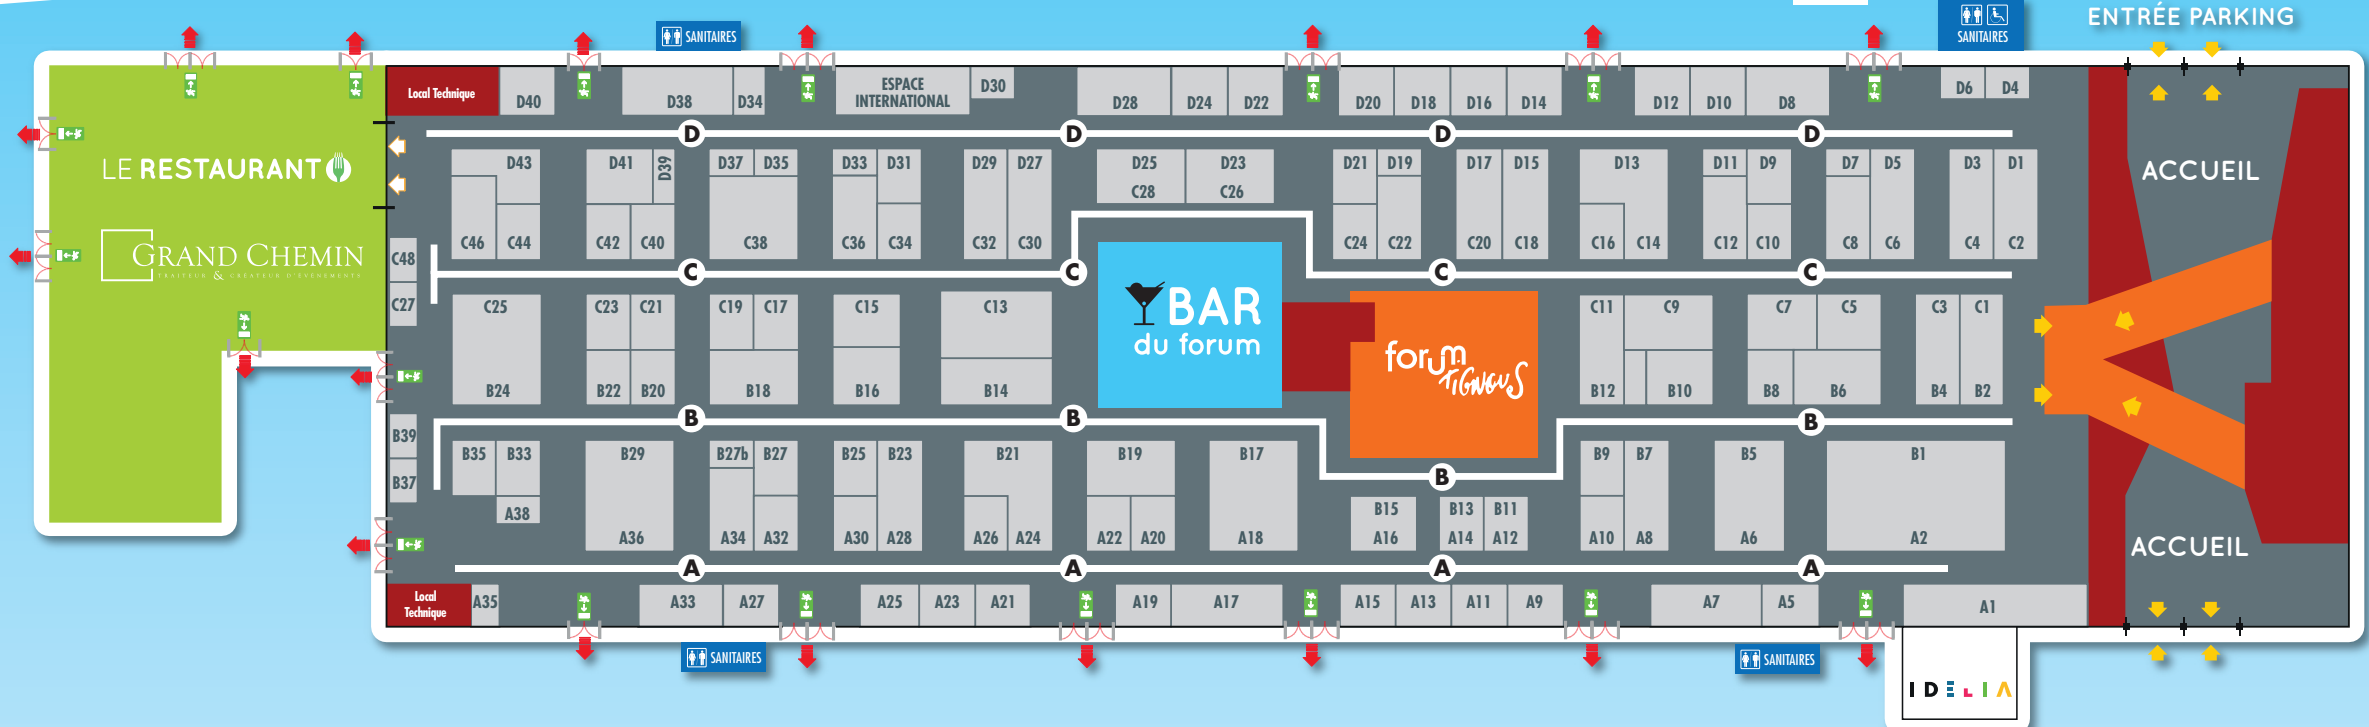 ENTRÉE PARKING
SANITAIRES
SANITAIRES
Local Technique
D40
D38
D34
ESPACE
INTERNATIONAL
D30
D28
D24
D22
D20
D18
D16
D14
D12
D10
D8
D6
D4
D
D
D
D
LE RESTAURANT
GRAND CHEMIN
TRAITEUR & CRÉATEUR D'ÉVÉNEMENTS
ACCUEIL
D43
D41
D39
D37
D35
D33
D31
D29
D27
D25
D23
D21
D19
D17
D15
D13
D11
D9
D7
D5
D3
D1
C28
C26
C46
C44
C42
C40
C38
C36
C34
C32
C30
C24
C22
C20
C18
C16
C14
C12
C10
C8
C6
C4
C2
C48
C27
C
C
C
C
C25
C23
C21
C19
C17
C15
C13
BAR
du forum
forum
TIGNOUS
C11
C9
C7
C5
C3
C1
B24
B22
B20
B18
B16
B14
B12
B10
B8
B6
B4
B2
B
B
B
B
B39
B37
B35
B33
B29
B27b
B27
B25
B23
B21
B19
B17
B15
B13
B11
B9
B7
B5
B1
A38
A36
A34
A32
A30
A28
A26
A24
A22
A20
A18
A16
A14
A12
A10
A8
A6
A2
ACCUEIL
A
A
A
A
Local
Technique
A35
A33
A27
A25
A23
A21
A19
A17
A15
A13
A11
A9
A7
A5
A1
SANITAIRES
SANITAIRES
IDELIA